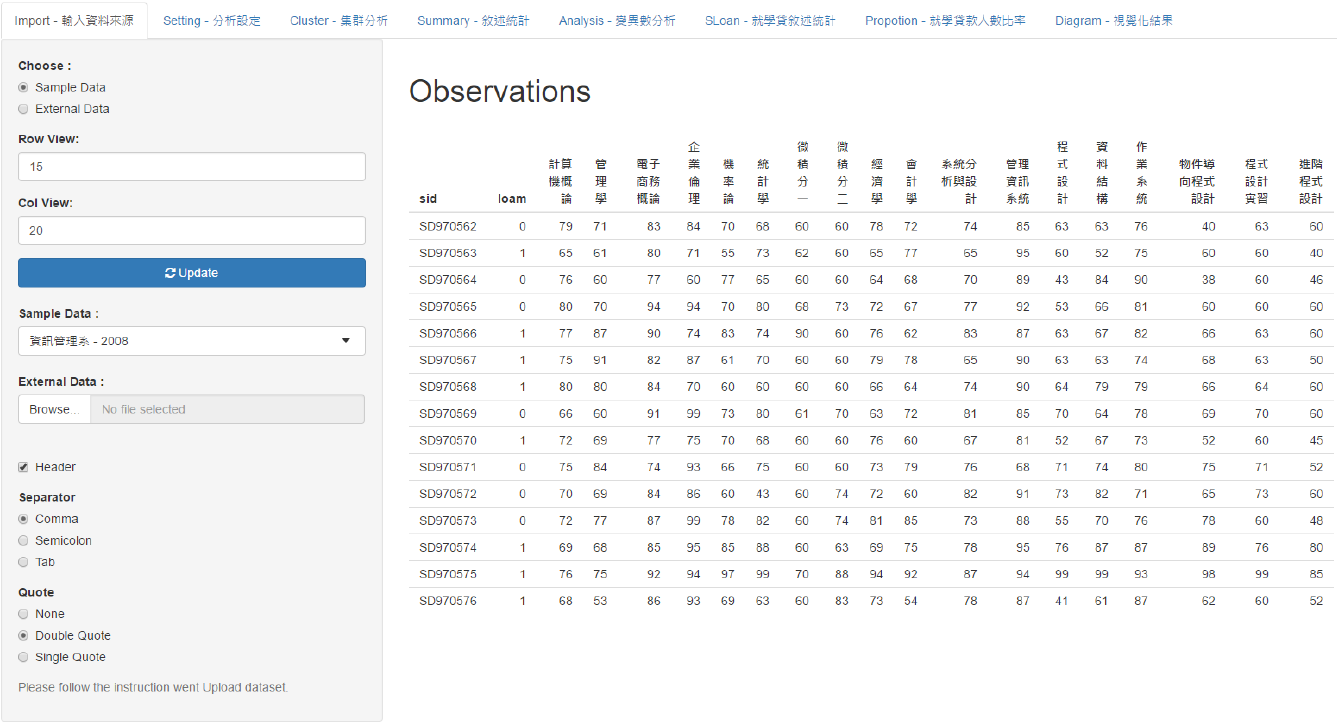 Import - 輸入資料來源 Setting - 分析設定 Cluster - 集群分析 Summary - 敘述統計 Analysis - 變異數分析 SLoan - 就學貸敘述統計 Propotion - 就學貸款人數比率 Diagram - 視覺化結果
Choose :
Sample Data
External Data
Row View:
15
Col View:
20
Update
Sample Data :
資訊管理系 - 2008
External Data :
Browse... No file selected
Header
Separator
Comma
Semicolon
Tab
Quote
None
Double Quote
Single Quote
Please follow the instruction went Upload dataset.
Observations
sid loam 計算機概論 管理學 電子商務概論 企業倫理 機率論 統計學 微積分一 微積分二 經濟學 會計學 系統分析與設計 管理資訊系統 程式設計 資料結構 作業系統 物件導向程式設計 程式設計實習 進階程式設計
SD970562 0 79 71 83 84 70 68 60 60 78 72 74 85 63 63 76 40 63 60
SD970563 1 65 61 80 71 55 73 62 60 65 77 65 95 60 52 75 60 60 40
SD970564 0 76 60 77 60 77 65 60 60 64 68 70 89 43 84 90 38 60 46
SD970565 0 80 70 94 94 70 80 68 73 72 67 77 92 53 66 81 60 60 60
SD970566 1 77 87 90 74 83 74 90 60 76 62 83 87 63 67 82 66 63 60
SD970567 1 75 91 82 87 61 70 60 60 79 78 65 90 63 63 74 68 63 50
SD970568 1 80 80 84 70 60 60 60 60 66 64 74 90 64 79 79 66 64 60
SD970569 0 66 60 91 99 73 80 61 70 63 72 81 85 70 64 78 69 70 60
SD970570 1 72 69 77 75 70 68 60 60 76 60 67 81 52 67 73 52 60 45
SD970571 0 75 84 74 93 66 75 60 60 73 79 76 68 71 74 80 75 71 52
SD970572 0 70 69 84 86 60 43 60 74 72 60 82 91 73 82 71 65 73 60
SD970573 0 72 77 87 99 78 82 60 74 81 85 73 88 55 70 76 78 60 48
SD970574 1 69 68 85 95 85 88 60 63 69 75 78 95 76 87 87 89 76 80
SD970575 1 76 75 92 94 97 99 70 88 94 92 87 94 99 99 93 98 99 85
SD970576 1 68 53 86 93 69 63 60 83 73 54 78 87 41 61 87 62 60 52